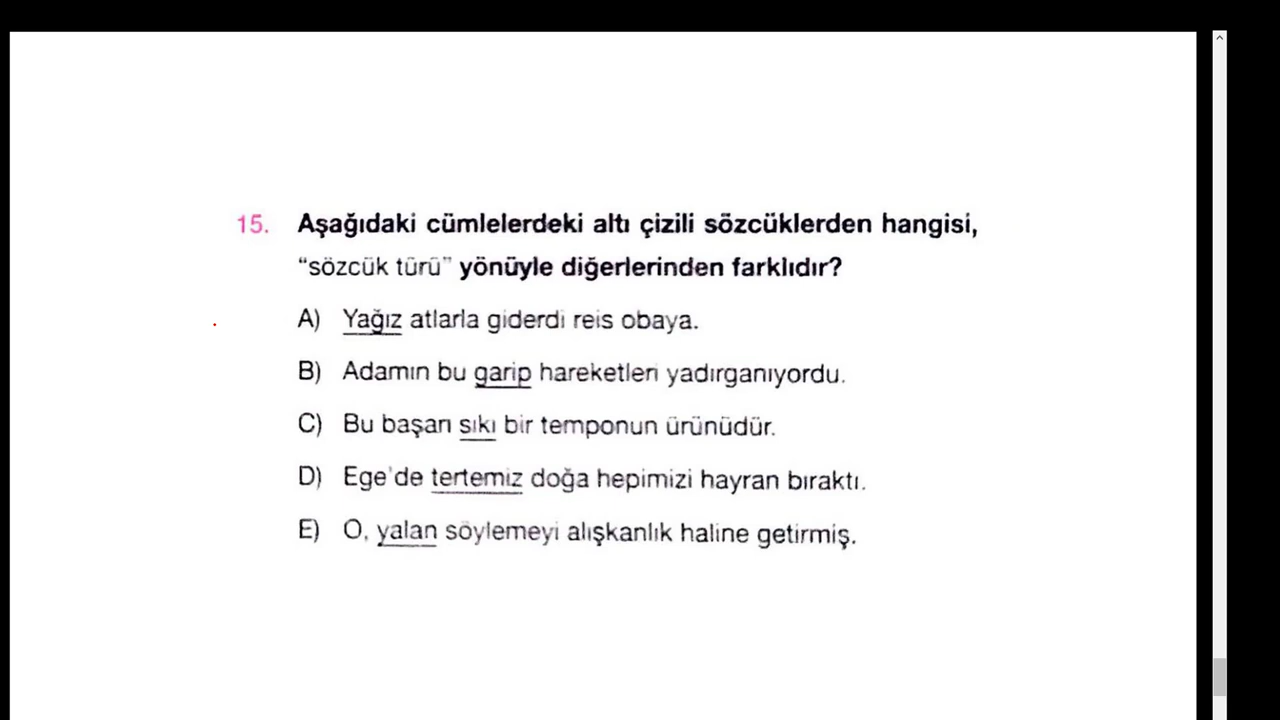 15. Aşağıdaki cümlelerdeki altı çizili sözcüklerden hangisi,
“sözcük türü” yönüyle diğerlerinden farklıdır?
A) Yağız atlarla giderdi reis obaya.
B) Adamın bu garip hareketleri yadırganıyordu.
C) Bu başarı sıkı bir temponun ürünüdür.
D) Ege'de tertemiz doğa hepimizi hayran bıraktı.
E) O, yalan söylemeyi alışkanlık haline getirmiş.